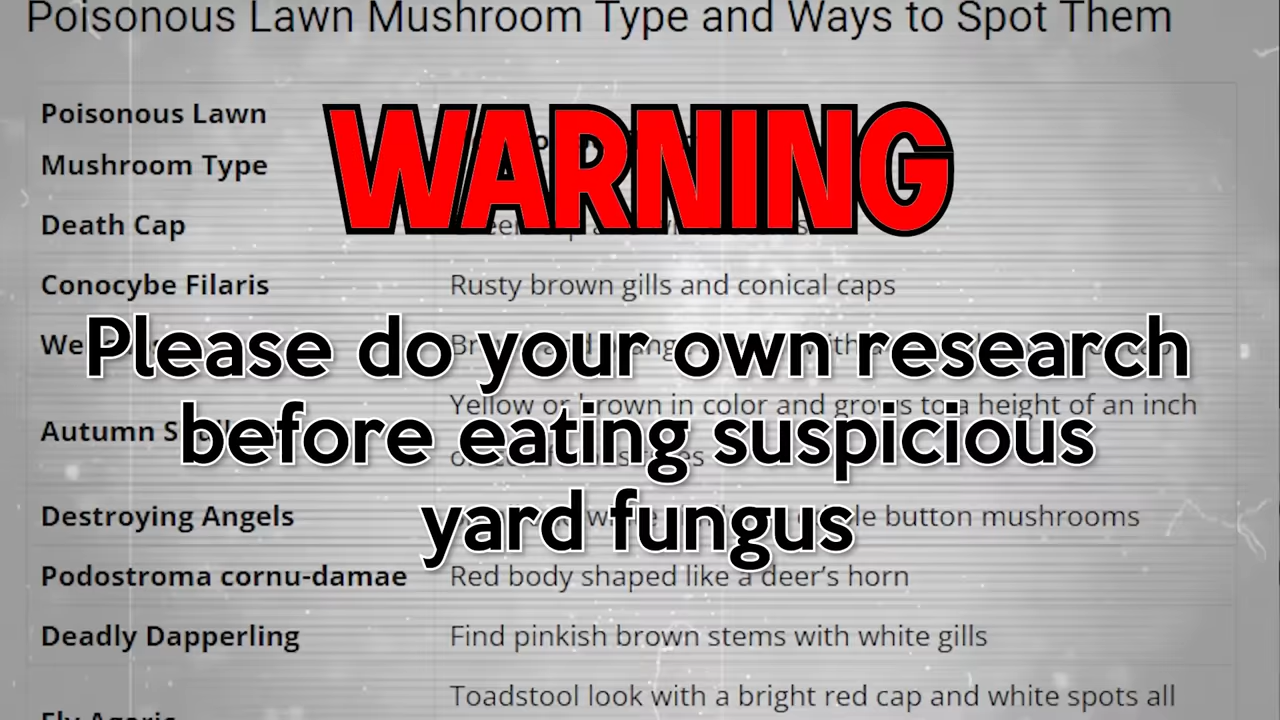 Poisonous Lawn Mushroom Type and Ways to Spot Them
Poisonous Lawn
WARNING
Mushroom Type
Death Cap
Conocybe Filaris
Rusty brown gills and conical caps
Please do your own research
Yellow or brown in color and grows to a height of an inch
before eating suspicious
Autumn
Destroying Angels
button mushrooms
yard fungus
Podostroma cornu-damae
Red body shaped like a deer’s horn
Deadly Dapperling
Find pinkish brown stems with white gills
Toadstool look with a bright red cap and white spots all
Fly Agaric